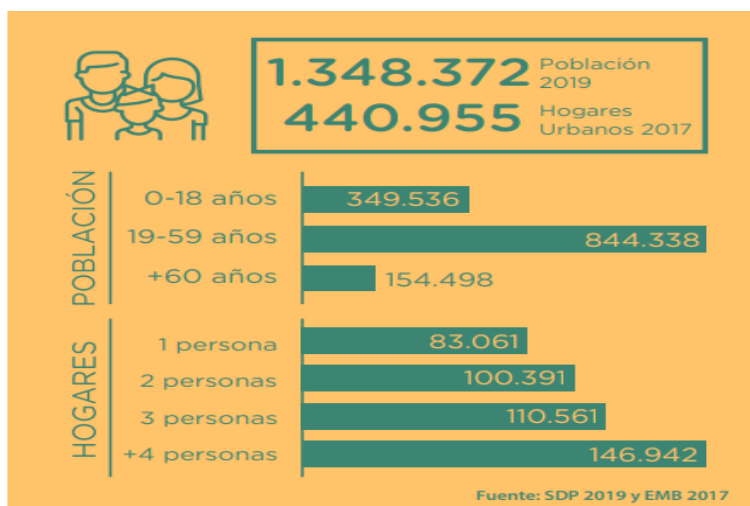 1.348.372 Población 2019
440.955 Hogares Urbanos 2017
POBLACIÓN
0-18 años 349.536
19-59 años 844.338
+60 años 154.498
HOGARES
1 persona 83.061
2 personas 100.391
3 personas 110.561
+4 personas 146.942
Fuente: SDP 2019 y EMB 2017